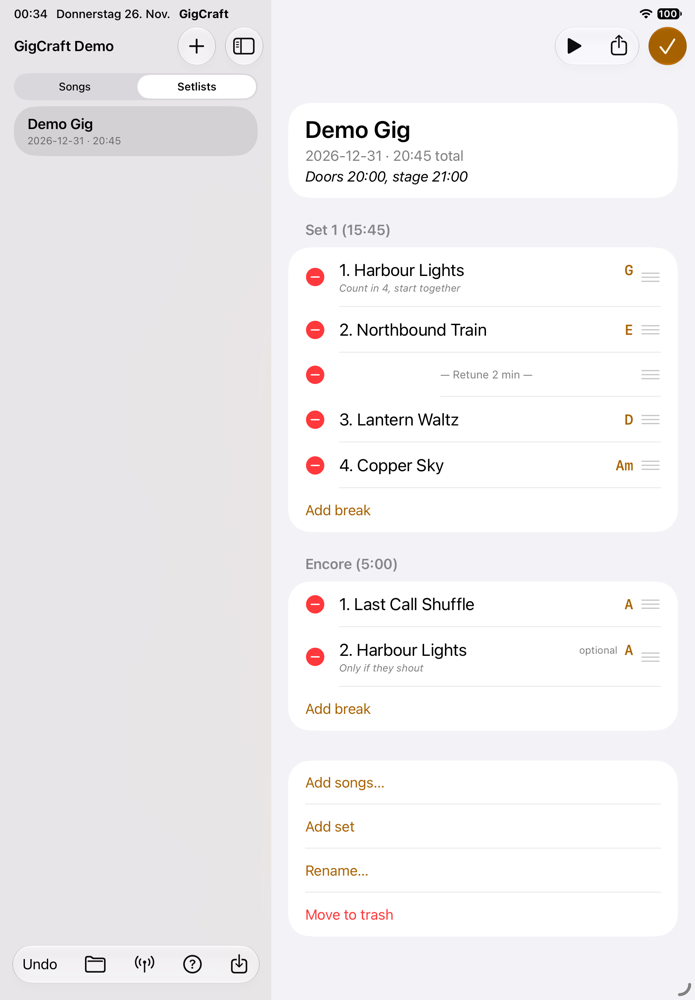 00:34 Donnerstag 26. Nov. GigCraft
100
GigCraft Demo
Songs
Setlists
Demo Gig
2026-12-31 · 20:45
Demo Gig
2026-12-31 · 20:45 total
Doors 20:00, stage 21:00
Set 1 (15:45)
1. Harbour Lights G
Count in 4, start together
2. Northbound Train E
— Retune 2 min —
3. Lantern Waltz D
4. Copper Sky Am
Add break
Encore (5:00)
1. Last Call Shuffle A
2. Harbour Lights optional A
Only if they shout
Add break
Add songs...
Add set
Rename...
Move to trash
Undo
?